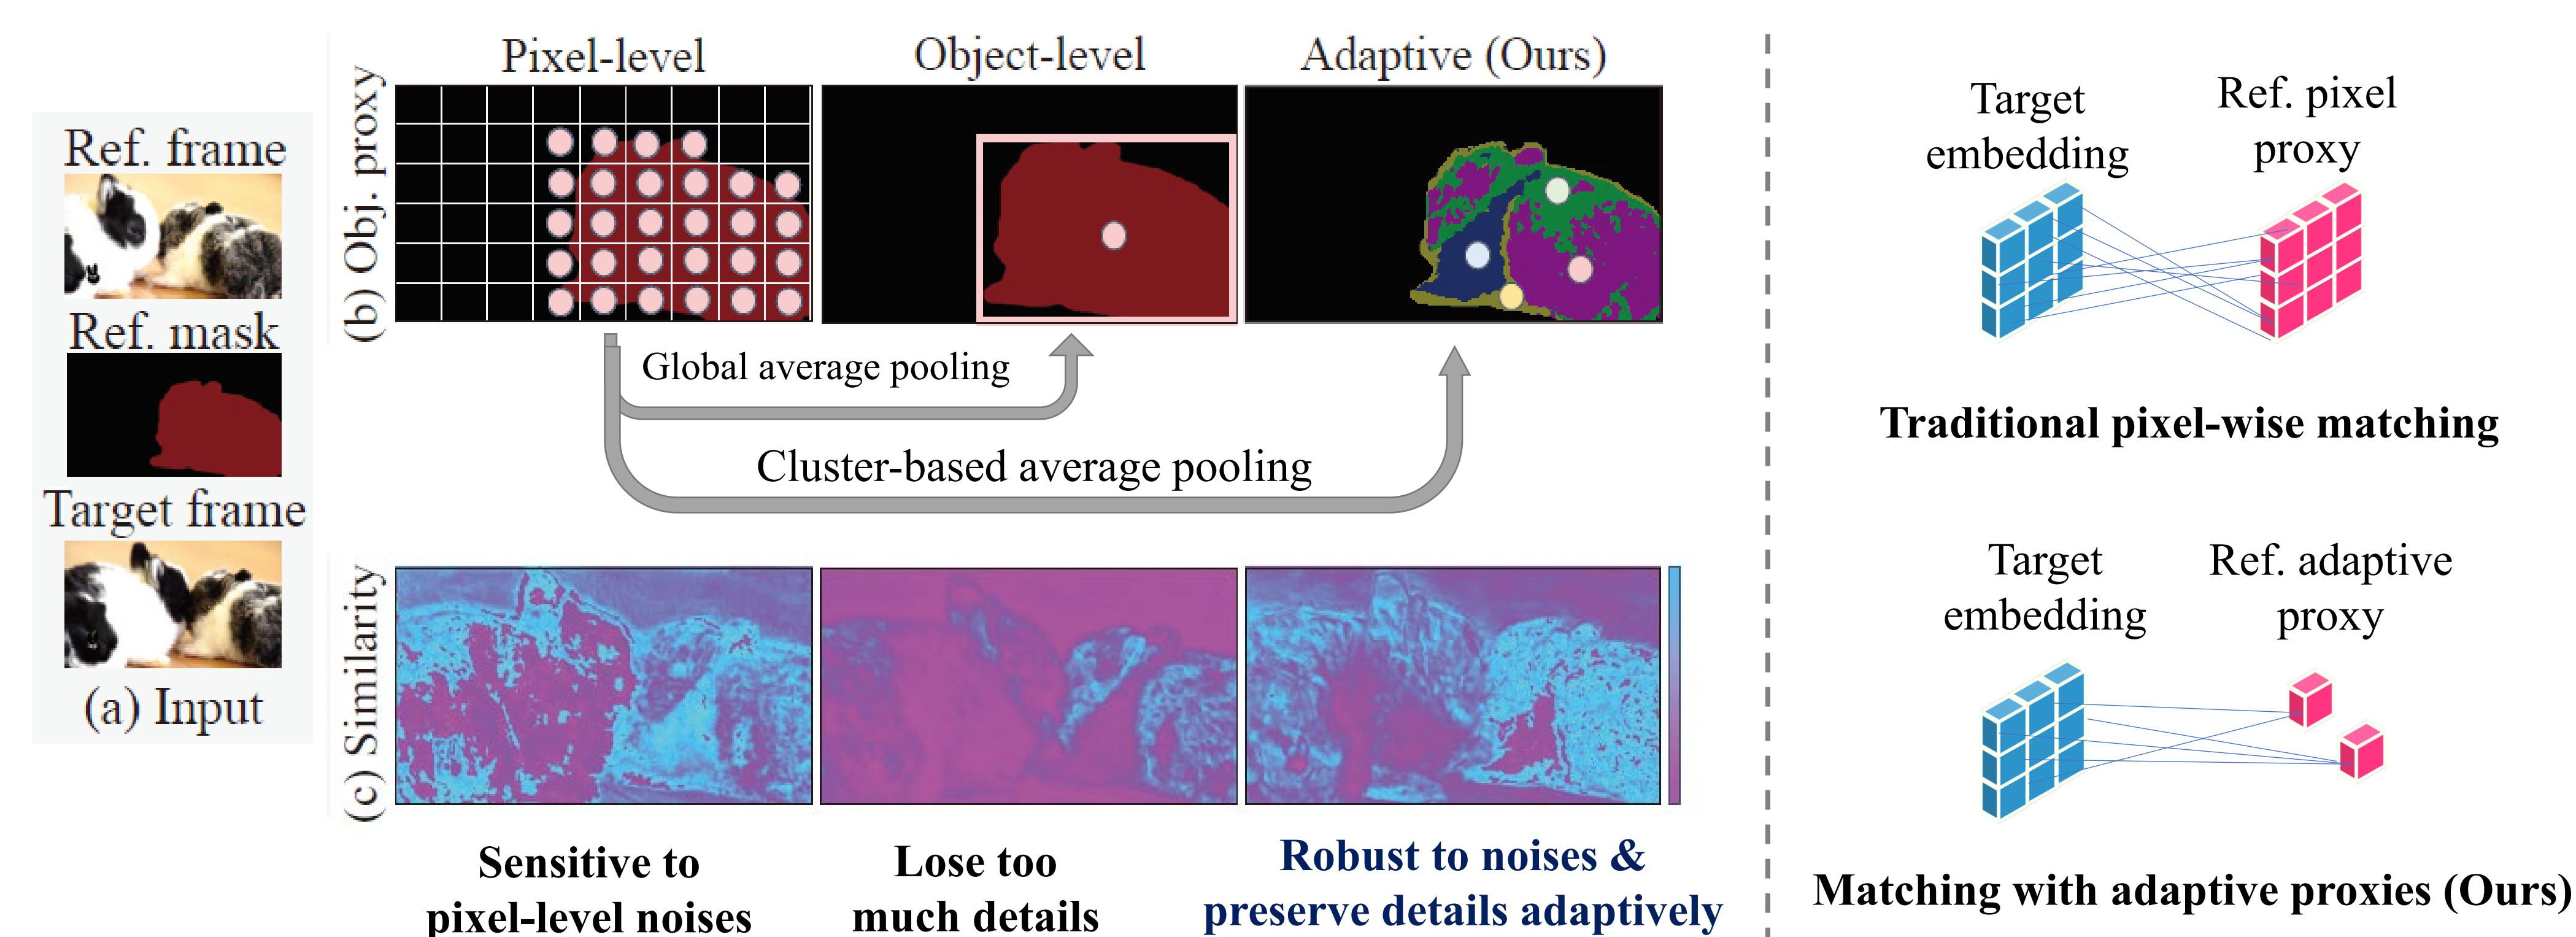 Ref. frame
Ref. mask
Target frame
(a) Input
(b) Obj. proxy
Pixel-level
Object-level
Adaptive (Ours)
Global average pooling
Cluster-based average pooling
(c) Similarity
Sensitive to
pixel-level noises
Lose too
much details
Robust to noises &
preserve details adaptively
Target
embedding
Ref. pixel
proxy
Traditional pixel-wise matching
Target
embedding
Ref. adaptive
proxy
Matching with adaptive proxies (Ours)